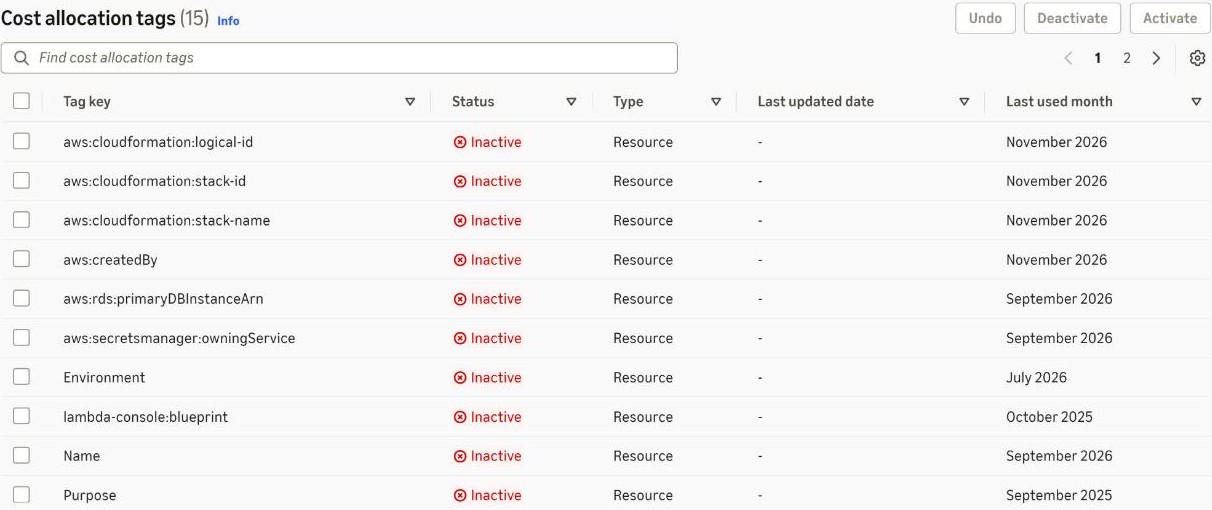 Cost allocation tags (15) Info Undo Deactivate Activate
Find cost allocation tags 1 2
Tag key Status Type Last updated date Last used month
aws:cloudformation:logical-id Inactive Resource - November 2026
aws:cloudformation:stack-id Inactive Resource - November 2026
aws:cloudformation:stack-name Inactive Resource - November 2026
aws:createdBy Inactive Resource - November 2026
aws:rds:primaryDBInstanceArn Inactive Resource - September 2026
aws:secretsmanager:owningService Inactive Resource - September 2026
Environment Inactive Resource - July 2026
lambda-console:blueprint Inactive Resource - October 2025
Name Inactive Resource - September 2026
Purpose Inactive Resource - September 2025